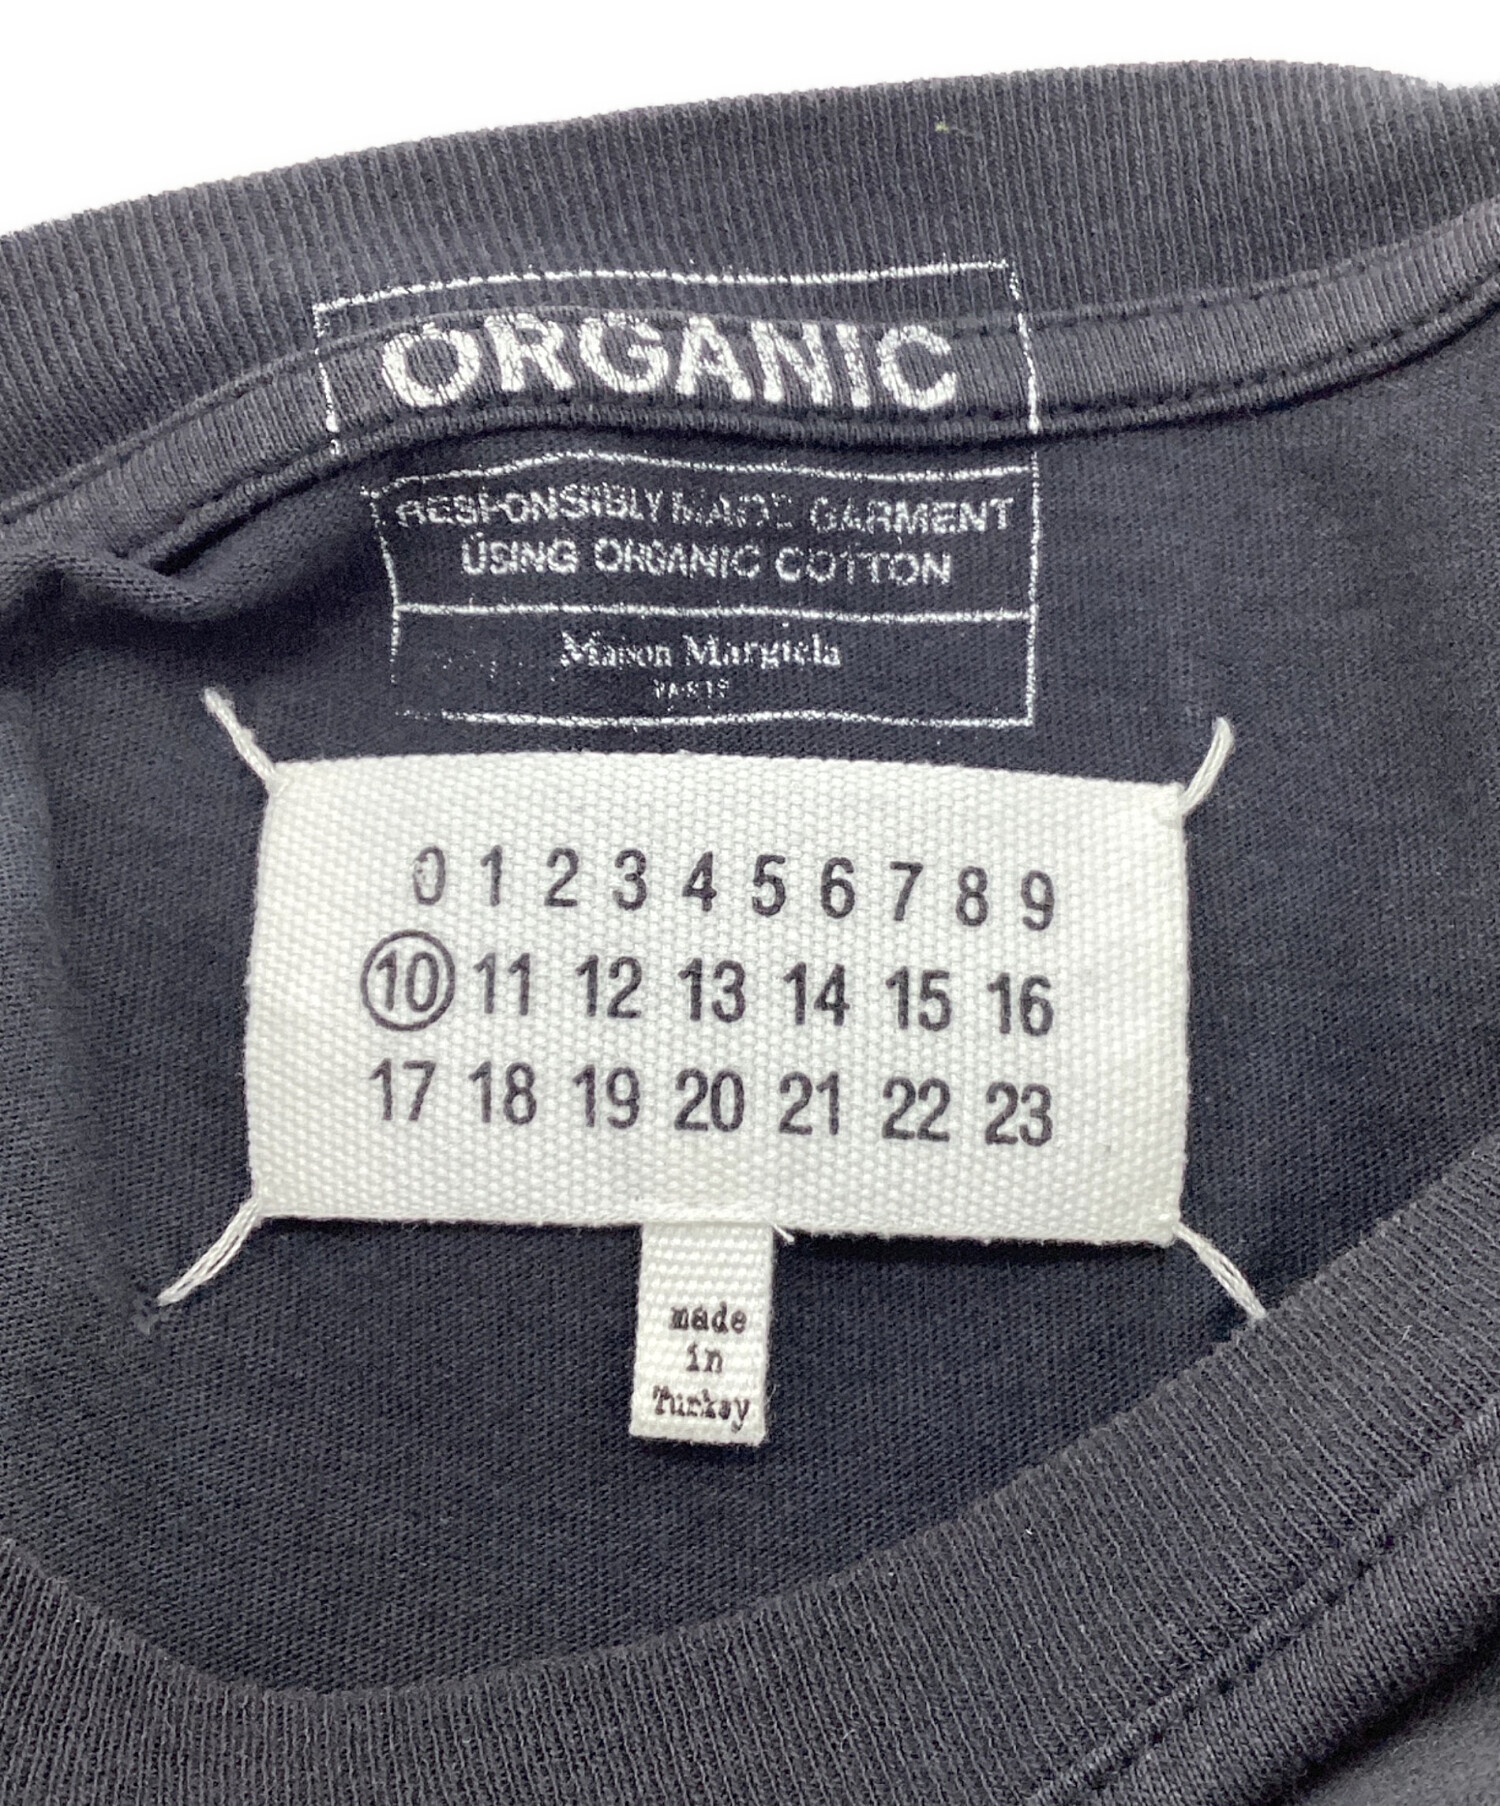 ORGANIC
RESPONSIBLY MADE GARMENT
USING ORGANIC COTTON
Maison Margiela
PARIS
0 1 2 3 4 5 6 7 8 9
10 11 12 13 14 15 16
17 18 19 20 21 22 23
made
in
Turkey